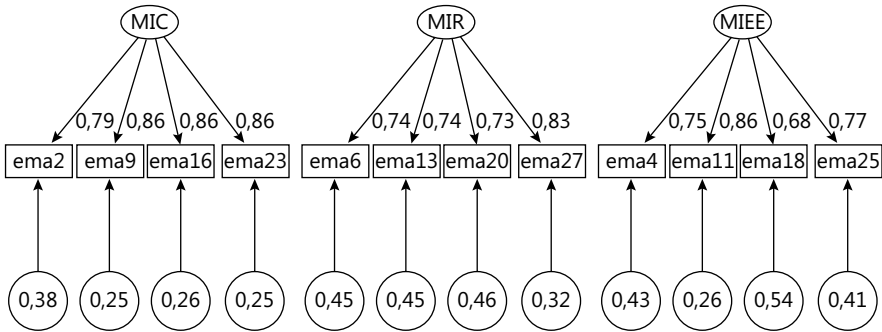 MIC MIR MIEE
0,79 0,86 0,86 0,86 0,74 0,74 0,73 0,83 0,75 0,86 0,68 0,77
ema2 ema9 ema16 ema23 ema6 ema13 ema20 ema27 ema4 ema11 ema18 ema25
0,38 0,25 0,26 0,25 0,45 0,45 0,46 0,32 0,43 0,26 0,54 0,41